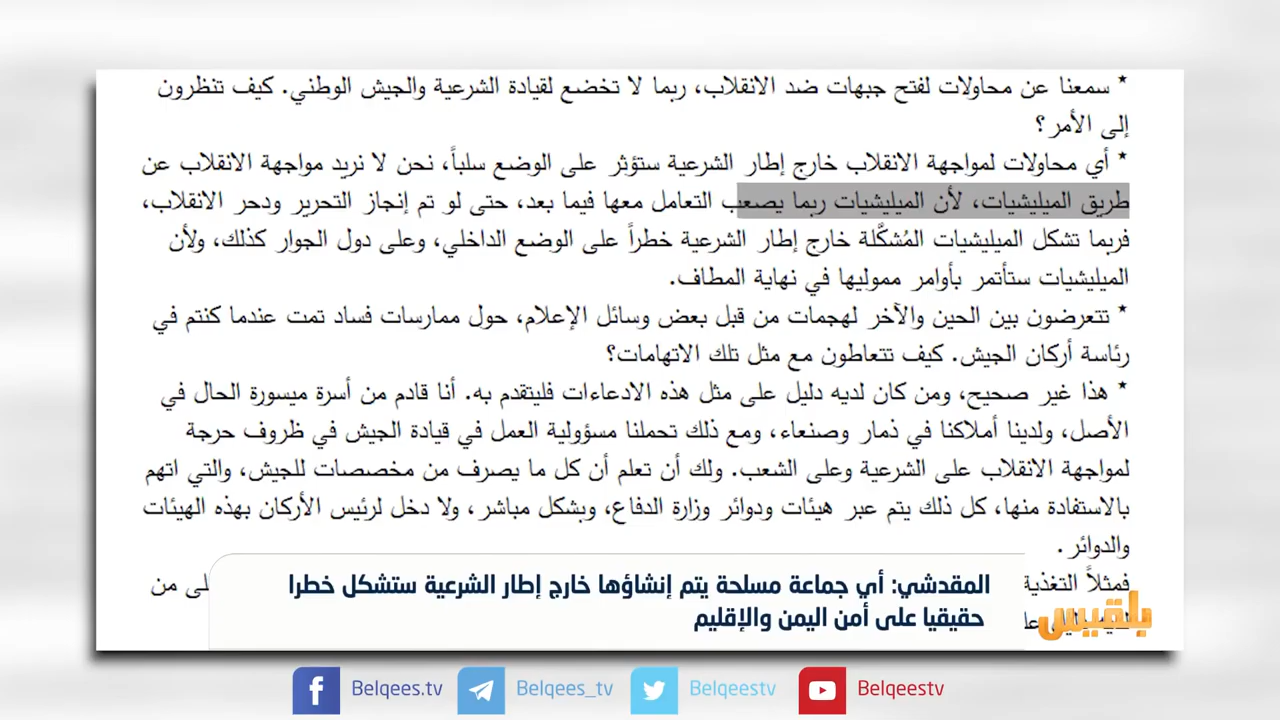 * سمعنا عن محاولات لفتح جبهات ضد الانقلاب، ربما لا تخضع لقيادة الشرعية والجيش الوطني. كيف تنظرون
إلى الأمر؟
* أي محاولات لمواجهة الانقلاب خارج إطار الشرعية ستؤثر على الوضع سلباً، نحن لا نريد مواجهة الانقلاب عن
طريق الميليشيات، لأن الميليشيات ربما يصعب التعامل معها فيما بعد، حتى لو تم إنجاز التحرير ودحر الانقلاب،
فربما تشكل الميليشيات المُشكَّلة خارج إطار الشرعية خطراً على الوضع الداخلي، وعلى دول الجوار كذلك، ولأن
الميليشيات ستأتمر بأوامر مموليها في نهاية المطاف.
* تتعرضون بين الحين والآخر لهجمات من قبل بعض وسائل الإعلام، حول ممارسات فساد تمت عندما كنتم في
رئاسة أركان الجيش. كيف تتعاطون مع مثل تلك الاتهامات؟
* هذا غير صحيح، ومن كان لديه دليل على مثل هذه الادعاءات فليتقدم به. أنا قادم من أسرة ميسورة الحال في
الأصل، ولدينا أملاكنا في ذمار وصنعاء، ومع ذلك تحملنا مسؤولية العمل في قيادة الجيش في ظروف حرجة
لمواجهة الانقلاب على الشرعية وعلى الشعب. ولك أن تعلم أن كل ما يصرف من مخصصات للجيش، والتي اتهم
بالاستفادة منها، كل ذلك يتم عبر هيئات ودوائر وزارة الدفاع، وبشكل مباشر، ولا دخل لرئيس الأركان بهذه الهيئات
والدوائر.
فمثلاً التغذية من
المقدشي: أي جماعة مسلحة يتم إنشاؤها خارج إطار الشرعية ستشكل خطرا
حقيقيا على أمن اليمن والإقليم
بلقيس
Belqees.tv Belqees_tv Belqeestv Belqeestv